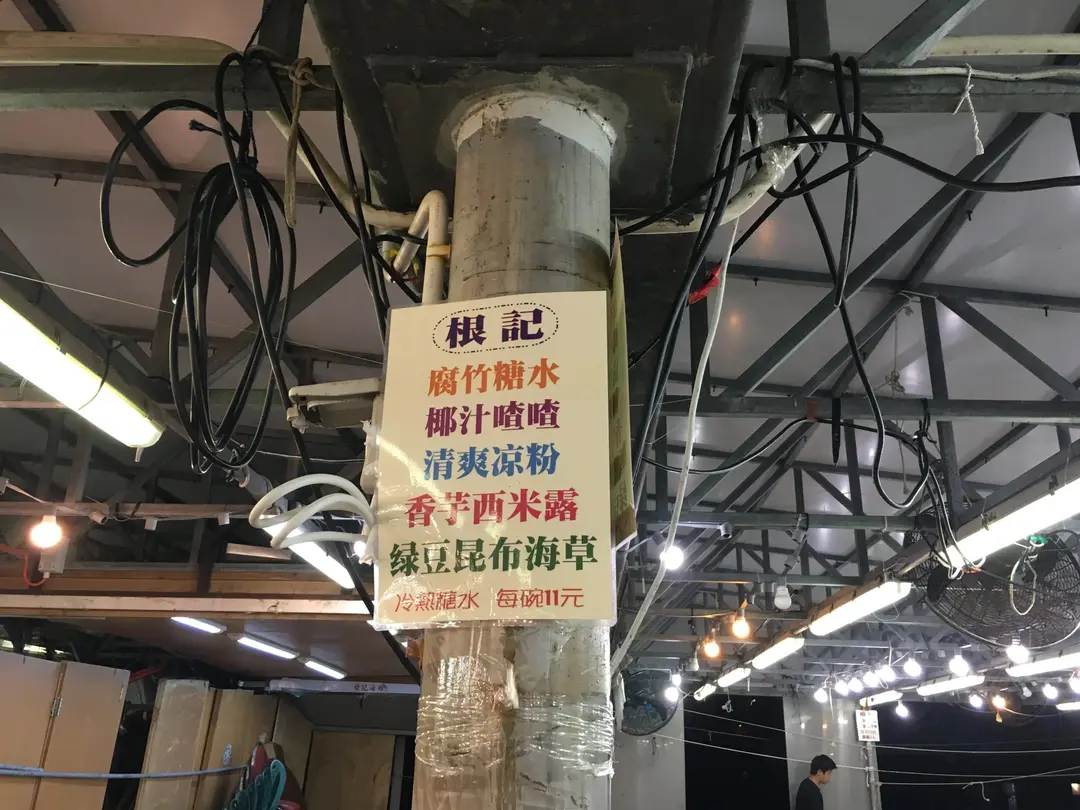 根記
腐竹糖水
椰汁喳喳
清爽凉粉
香芋西米露
绿豆昆布海草
冷熱糖水 每碗11元